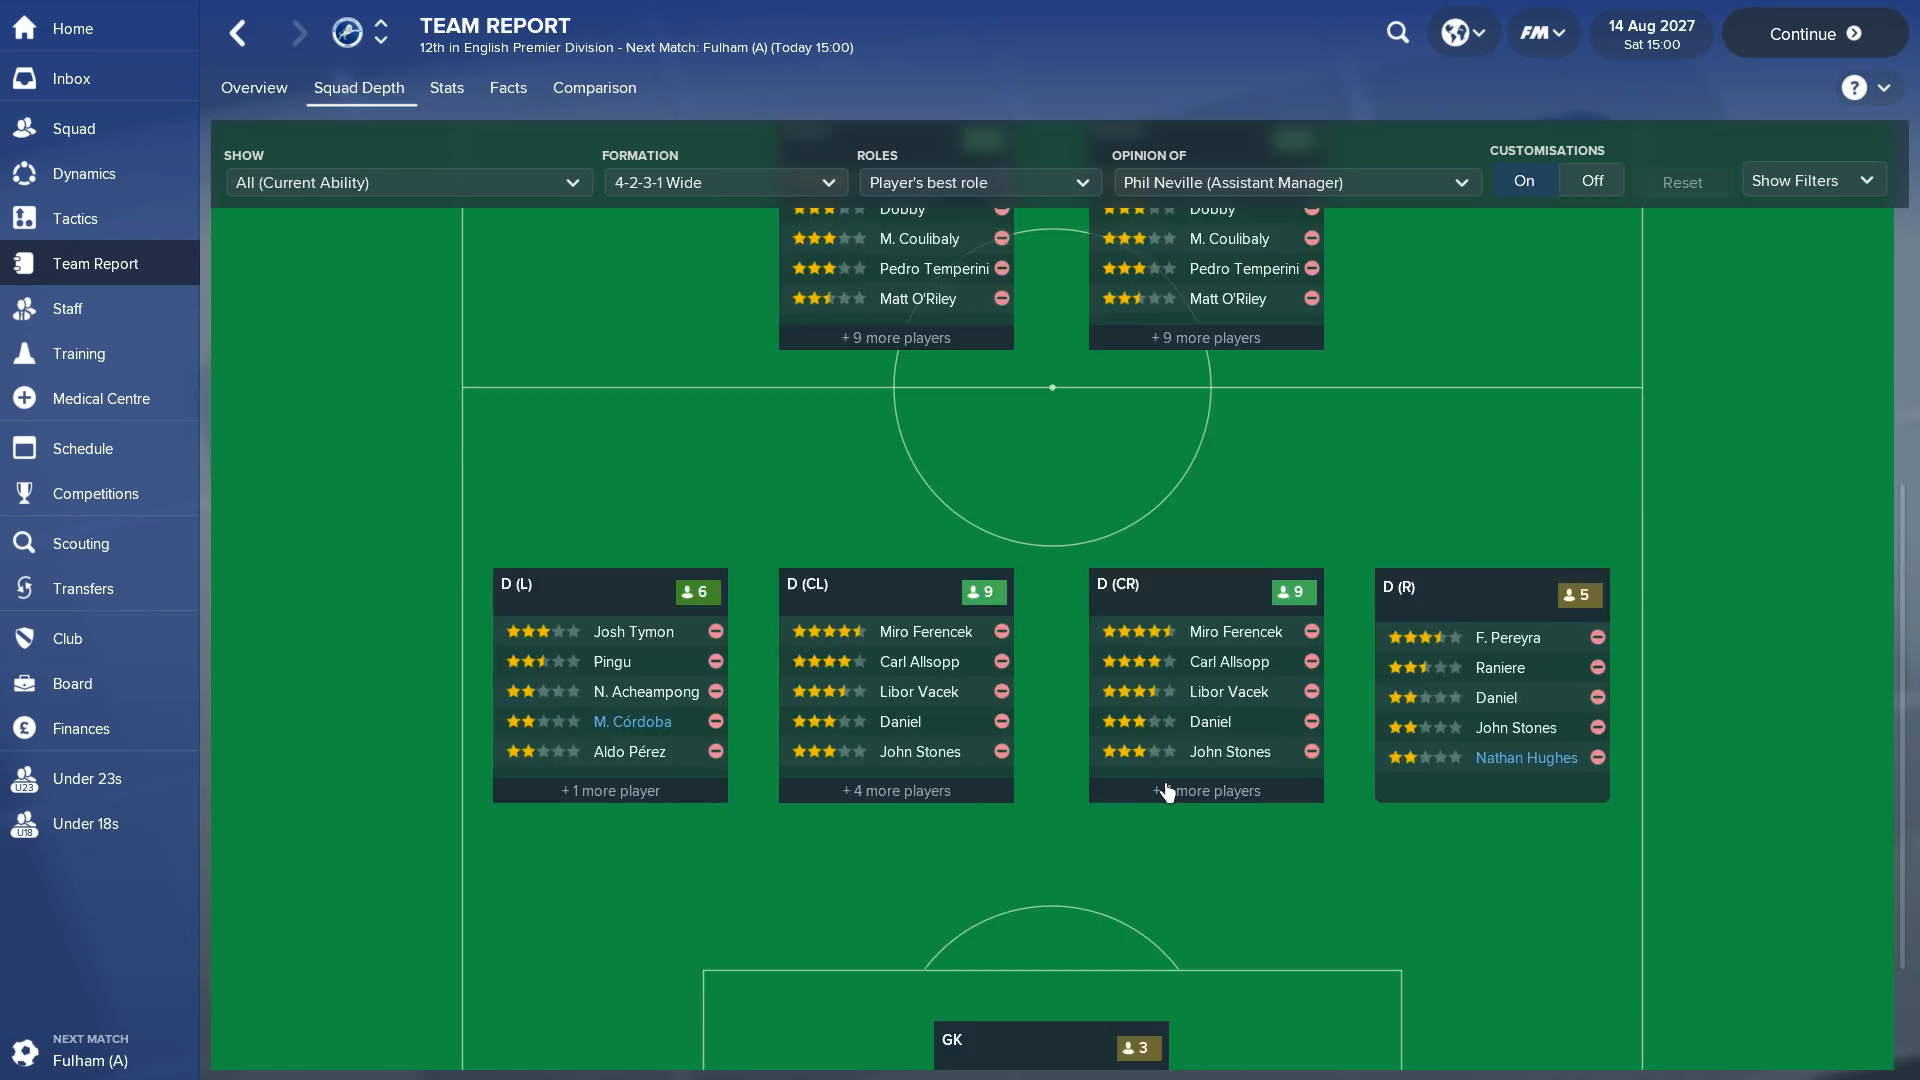 Home
Inbox
Squad
Dynamics
Tactics
Team Report
Staff
Training
Medical Centre
Schedule
Competitions
Scouting
Transfers
Club
Board
Finances
U23
Under 23s
U18
Under 18s
NEXT MATCH
Fulham (A)
TEAM REPORT
12th in English Premier Division - Next Match: Fulham (A) (Today 15:00)
FM
14 Aug 2027
Sat 15:00
Continue
Overview
Squad Depth
Stats
Facts
Comparison
?
SHOW
All (Current Ability)
FORMATION
4-2-3-1 Wide
ROLES
Player's best role
OPINION OF
Phil Neville (Assistant Manager)
CUSTOMISATIONS
On
Off
Reset
Show Filters
Dobby
M. Coulibaly
Pedro Temperini
Matt O'Riley
+ 9 more players
Dobby
M. Coulibaly
Pedro Temperini
Matt O'Riley
+ 9 more players
D (L)
6
Josh Tymon
Pingu
N. Acheampong
M. Córdoba
Aldo Pérez
+ 1 more player
D (CL)
9
Miro Ferencek
Carl Allsopp
Libor Vacek
Daniel
John Stones
+ 4 more players
D (CR)
9
Miro Ferencek
Carl Allsopp
Libor Vacek
Daniel
John Stones
+ more players
D (R)
5
F. Pereyra
Raniere
Daniel
John Stones
Nathan Hughes
GK
3